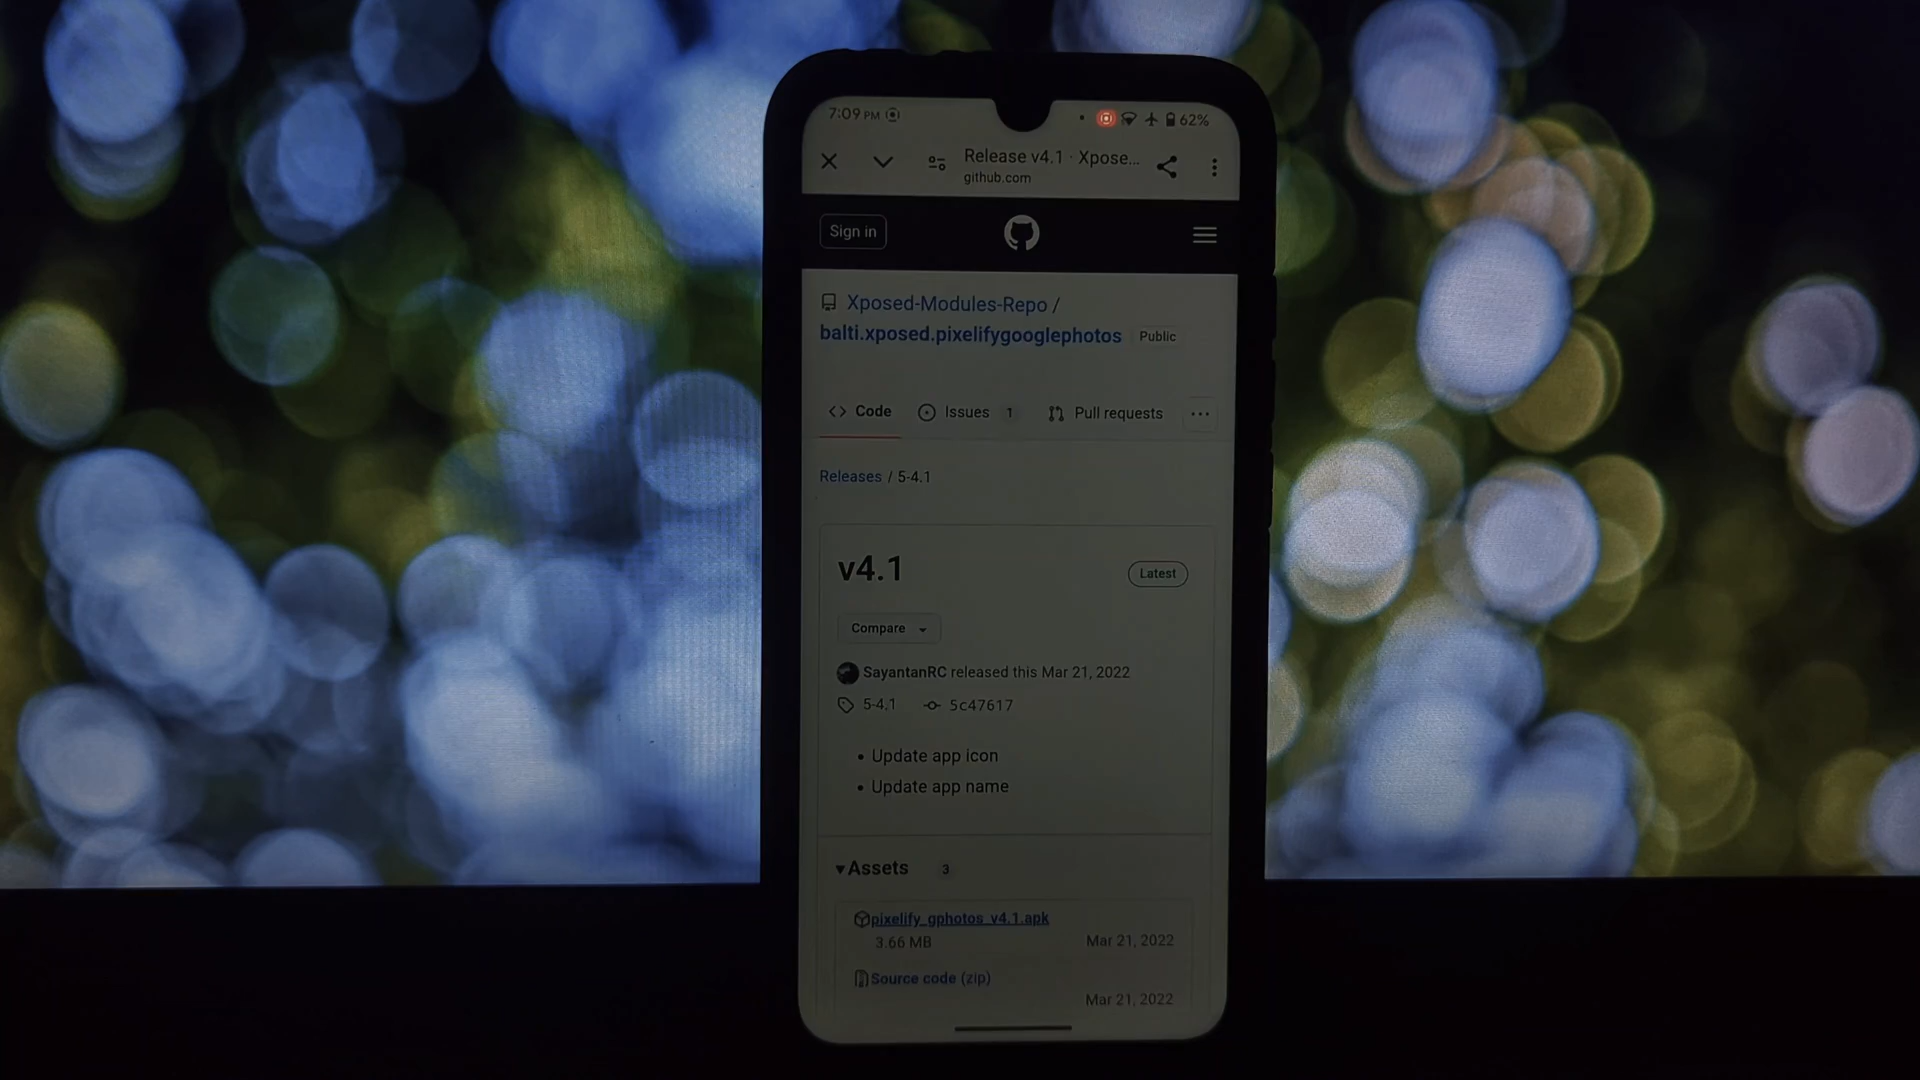 7:09 PM 62%
Release v4.1 · Xpose...
github.com
Sign in
Xposed-Modules-Repo /
balti.xposed.pixelifygooglephotos Public
Code Issues 1 Pull requests ...
Releases / 5-4.1
v4.1 Latest
Compare
SayantanRC released this Mar 21, 2022
5-4.1 5c47617
• Update app icon
• Update app name
Assets 3
pixelify_gphotos_v4.1.apk
3.66 MB Mar 21, 2022
Source code (zip)
Mar 21, 2022